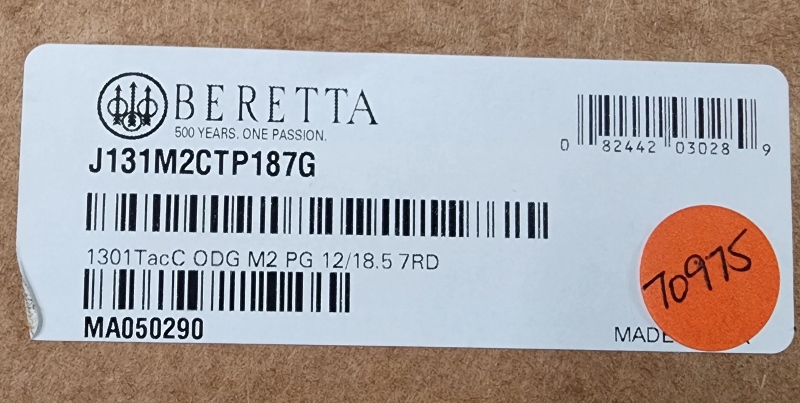 BERETTA
500 YEARS. ONE PASSION.
J131M2CTP187G
0 82442 03028 9
1301TacC ODG M2 PG 12/18.5 7RD
MA050290
70975
MADE